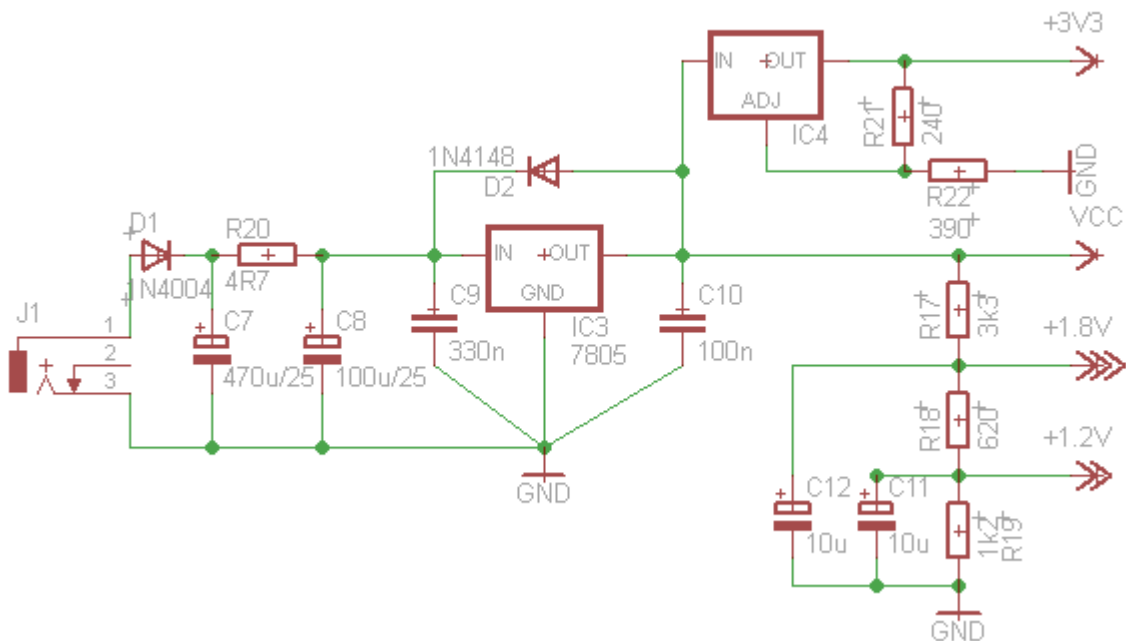 +3V3
IN
OUT
ADJ
IC4
R21
240
1N4148
D2
R22
390
GND
VCC
D1
1N4004
R20
4R7
IN
OUT
GND
IC3
7805
C9
330n
C10
100n
R17
3k3
J1
1
2
3
C7
470u/25
C8
100u/25
+1.8V
R18
620
+1.2V
GND
C12
10u
C11
10u
1k2
R19
GND